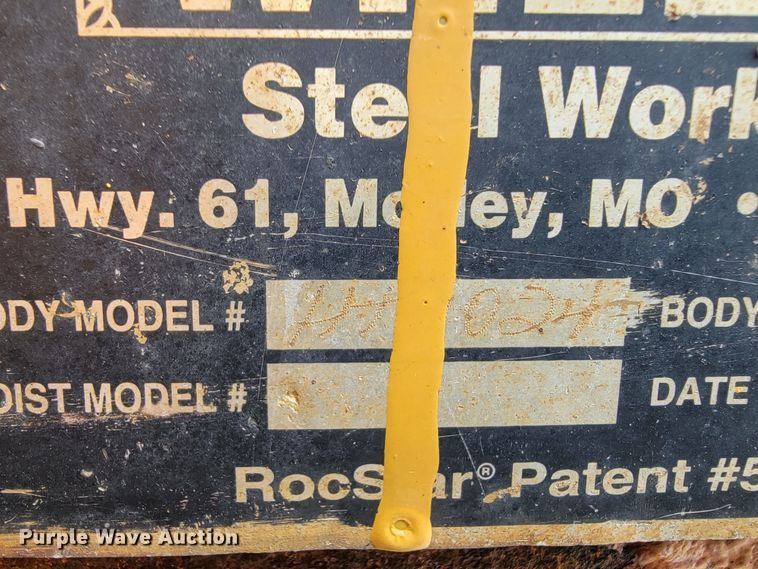 Ste l Work
Hwy. 61, Mo ley, MO •
ODY MODEL # 1024 BODY
OIST MODEL # DATE
RocS ar® Patent #5
Purple Wave Auction